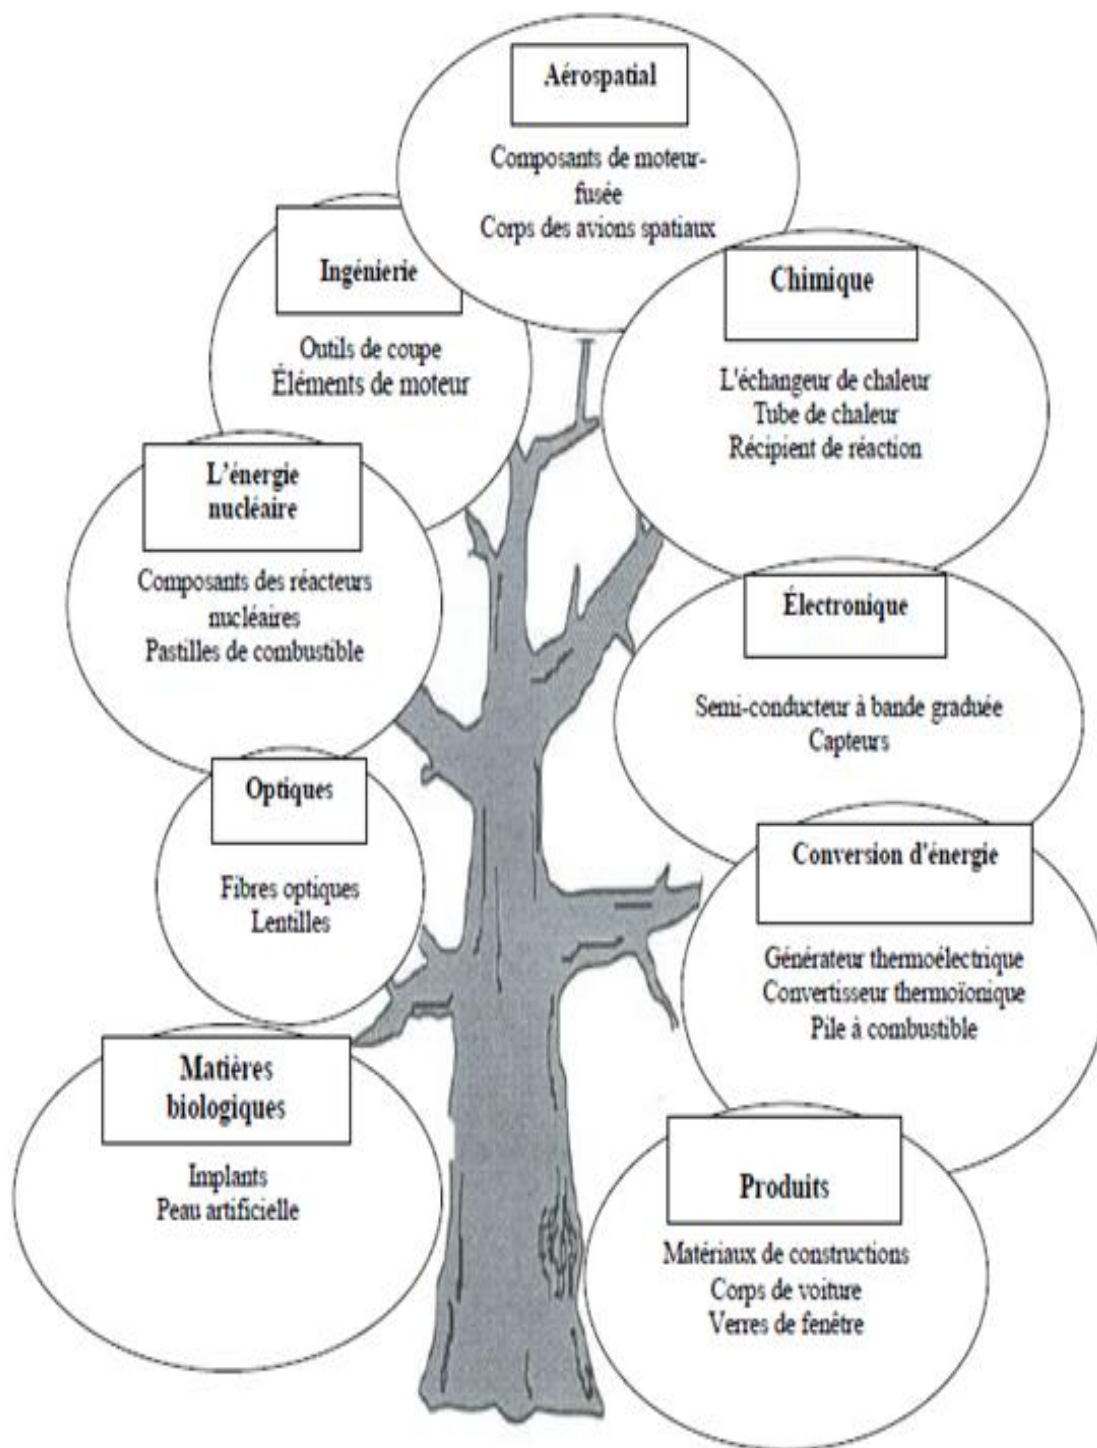 Aérospatial
Composants de moteur-
fusée
Corps des avions spatiaux
Ingénierie
Outils de coupe
Éléments de moteur
Chimique
L'échangeur de chaleur
Tube de chaleur
Récipient de réaction
L'énergie
nucléaire
Composants des réacteurs
nucléaires
Pastilles de combustible
Électronique
Semi-conducteur à bande graduée
Capteurs
Optiques
Fibres optiques
Lentilles
Conversion d'énergie
Générateur thermoélectrique
Convertisseur thermoïonique
Pile à combustible
Matières
biologiques
Implants
Peau artificielle
Produits
Matériaux de constructions
Corps de voiture
Verres de fenêtre